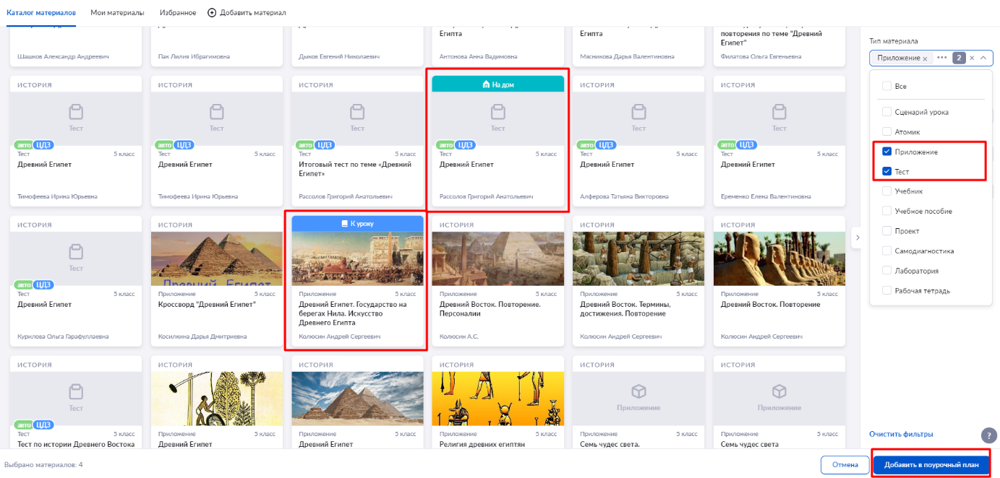 Каталог материалов Мои материалы Избранное Добавить материал
Египта
Египта
повторения по теме "Древний
Египет"
Шашков Александр Андреевич
Пак Лилия Ибрагимовна
Дыков Евгений Николаевич
Антонова Анна Вадимовна
Мясникова Дарья Валентиновна
Филатова Ольга Евгеньевна
ИСТОРИЯ
Тест
авто ЦДЗ
Тест 5 класс
Древний Египет
Тимофеева Ирина Юрьевна
ИСТОРИЯ
Тест
авто ЦДЗ
Тест 5 класс
Древний Египет
Тимофеева Ирина Юрьевна
ИСТОРИЯ
Тест
авто ЦДЗ
Тест 5 класс
Итоговый тест по теме «Древний
Египет»
Рассолов Григорий Анатольевич
На дом
Тест
авто ЦДЗ
Тест 5 класс
Древний Египет
Рассолов Григорий Анатольевич
ИСТОРИЯ
Тест
авто ЦДЗ
Тест 5 класс
Древний Египет
Алферова Татьяна Викторовна
ИСТОРИЯ
Тест
авто ЦДЗ
Тест 5 класс
Древний Египет
Еременко Елена Валентиновна
ИСТОРИЯ
Тест
авто ЦДЗ
Тест 5 класс
Древний Египет
Курилова Ольга Гарафуллаевна
ИСТОРИЯ
Древний Египет
Приложение 5 класс
Кроссворд "Древний Египет"
Косилкина Дарья Дмитриевна
К уроку
Приложение 5 класс
Древний Египет. Государство на
берегах Нила. Искусство
Древнего Египта
Колюсин Андрей Сергеевич
ИСТОРИЯ
Приложение 5 класс
Древний Восток. Повторение.
Персоналии
Колюсин А.С.
ИСТОРИЯ
Приложение 5 класс
Древний Восток. Термины,
достижения. Повторение
Колюсин Андрей Сергеевич
ИСТОРИЯ
Приложение 5 класс
Древний Восток. Повторение
Колюсин Андрей Сергеевич
ИСТОРИЯ
Тест
авто ЦДЗ
Тест 5 класс
Тест по истории Древнего Востока
ИСТОРИЯ
Приложение 5 класс
Древний Египет
ИСТОРИЯ
Приложение 5 класс
Древний Египет
ИСТОРИЯ
Приложение 5 класс
Религия древних египтян
ИСТОРИЯ
Приложение
Приложение 5 класс
Семь чудес света.
ИСТОРИЯ
Приложение
Приложение 5 класс
Семь чудес света
Тип материала
Приложение × ••• 2 ×
Все
Сценарий урока
Атомик
Приложение
Тест
Учебник
Учебное пособие
Проект
Самодиагностика
Лаборатория
Рабочая тетрадь
Очистить фильтры
?
Выбрано материалов: 4
Отмена
Добавить в поурочный план